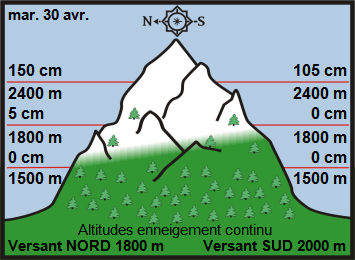 mar. 30 avr.
N S
150 cm 105 cm
2400 m 2400 m
5 cm 0 cm
1800 m 1800 m
0 cm 0 cm
1500 m 1500 m
Altitudes enneigement continu
Versant NORD 1800 m Versant SUD 2000 m